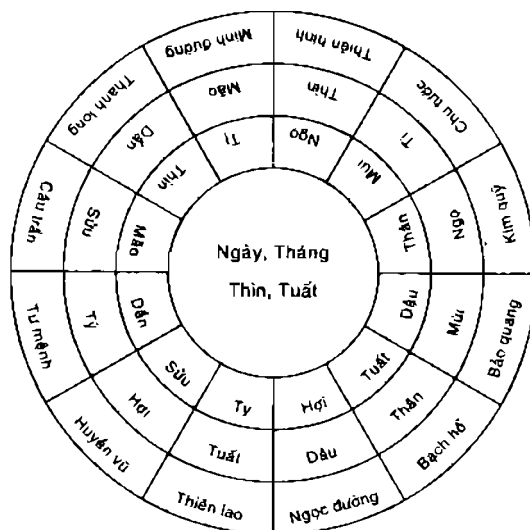 Ngày, Tháng
Thìn, Tuất
Minh đường
Thiên hình
Chu tước
Kim quỹ
Bảo quang
Bạch hổ
Ngọc đường
Thiên lao
Huyền vũ
Tư mệnh
Câu trần
Thanh long
Mão
Thìn
Tị
Ngọ
Mùi
Thân
Dậu
Tuất
Hợi
Tý
Sửu
Dần
Tị
Ngọ
Mùi
Thân
Dậu
Tuất
Hợi
Tý
Sửu
Dần
Mão
Thìn